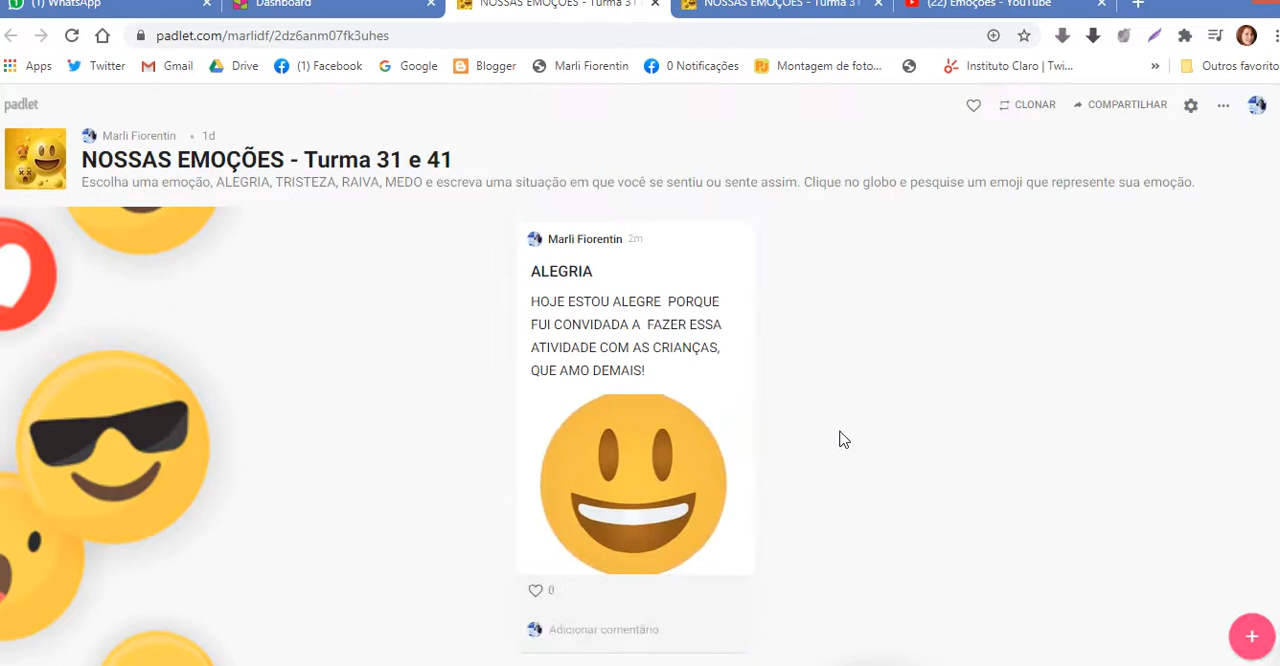 (1) WhatsApp
Dashboard
NOSSAS EMOÇÕES - Turma 31
NOSSAS EMOÇÕES - Turma 31
(22) Emoções - YouTube
padlet.com/marlidf/2dz6anm07fk3uhes
Apps Twitter Gmail Drive (1) Facebook Google Blogger Marli Fiorentin 0 Notificações Montagem de foto... Instituto Claro | Twi... » Outros favorito
padlet
CLONAR COMPARTILHAR
Marli Fiorentin • 1d
NOSSAS EMOÇÕES - Turma 31 e 41
Escolha uma emoção, ALEGRIA, TRISTEZA, RAIVA, MEDO e escreva uma situação em que você se sentiu ou sente assim. Clique no globo e pesquise um emoji que represente sua emoção.
Marli Fiorentin 2m
ALEGRIA
HOJE ESTOU ALEGRE PORQUE
FUI CONVIDADA A FAZER ESSA
ATIVIDADE COM AS CRIANÇAS,
QUE AMO DEMAIS!
0
Adicionar comentário